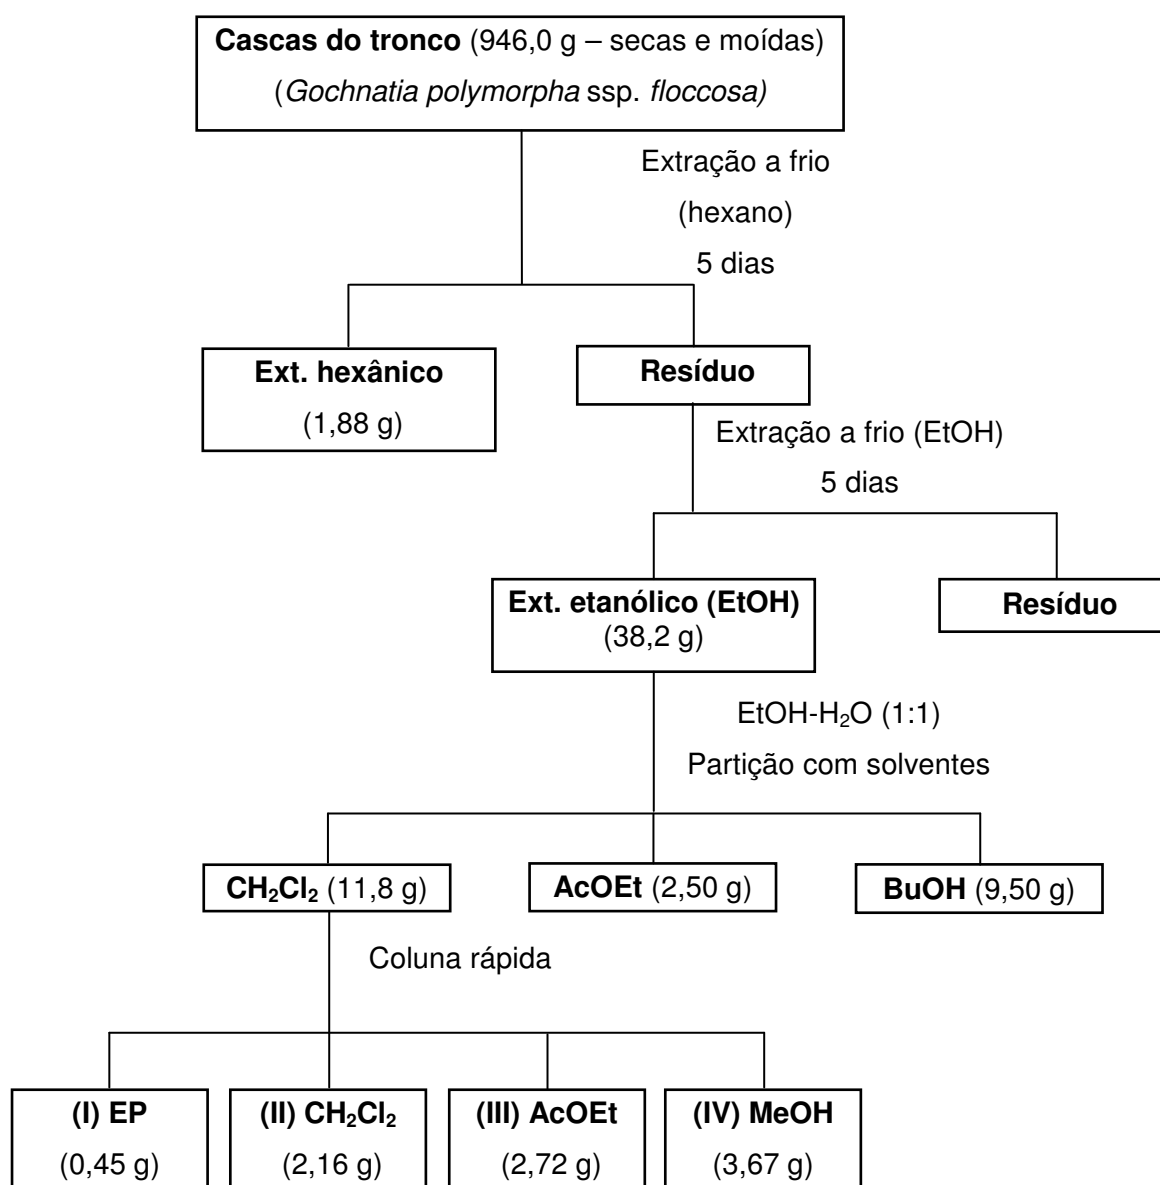 Cascas do tronco (946,0 g – secas e moídas)
(Gochnatia polymorpha ssp. floccosa)
Extração a frio
(hexano)
5 dias
Ext. hexânico
(1,88 g)
Resíduo
Extração a frio (EtOH)
5 dias
Ext. etanólico (EtOH)
(38,2 g)
Resíduo
EtOH-H₂O (1:1)
Partição com solventes
CH₂Cl₂ (11,8 g)
AcOEt (2,50 g)
BuOH (9,50 g)
Coluna rápida
(I) EP
(0,45 g)
(II) CH₂Cl₂
(2,16 g)
(III) AcOEt
(2,72 g)
(IV) MeOH
(3,67 g)